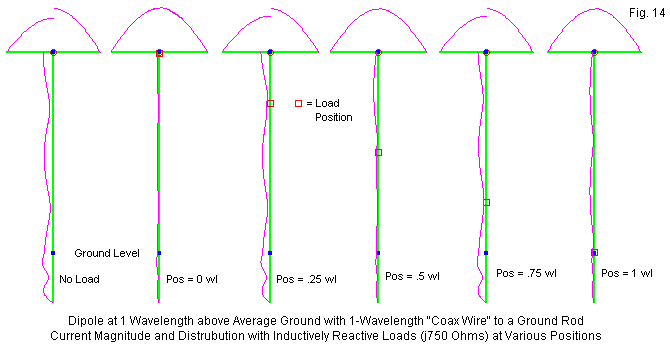 Fig. 14
= Load
Position
Ground Level
No Load
Pos = 0 wl
Pos = .25 wl
Pos = .5 wl
Pos = .75 wl
Pos = 1 wl
Dipole at 1 Wavelength above Average Ground with 1-Wavelength "Coax Wire" to a Ground Rod
Current Magnitude and Distrubution with Inductively Reactive Loads (j750 Ohms) at Various Positions